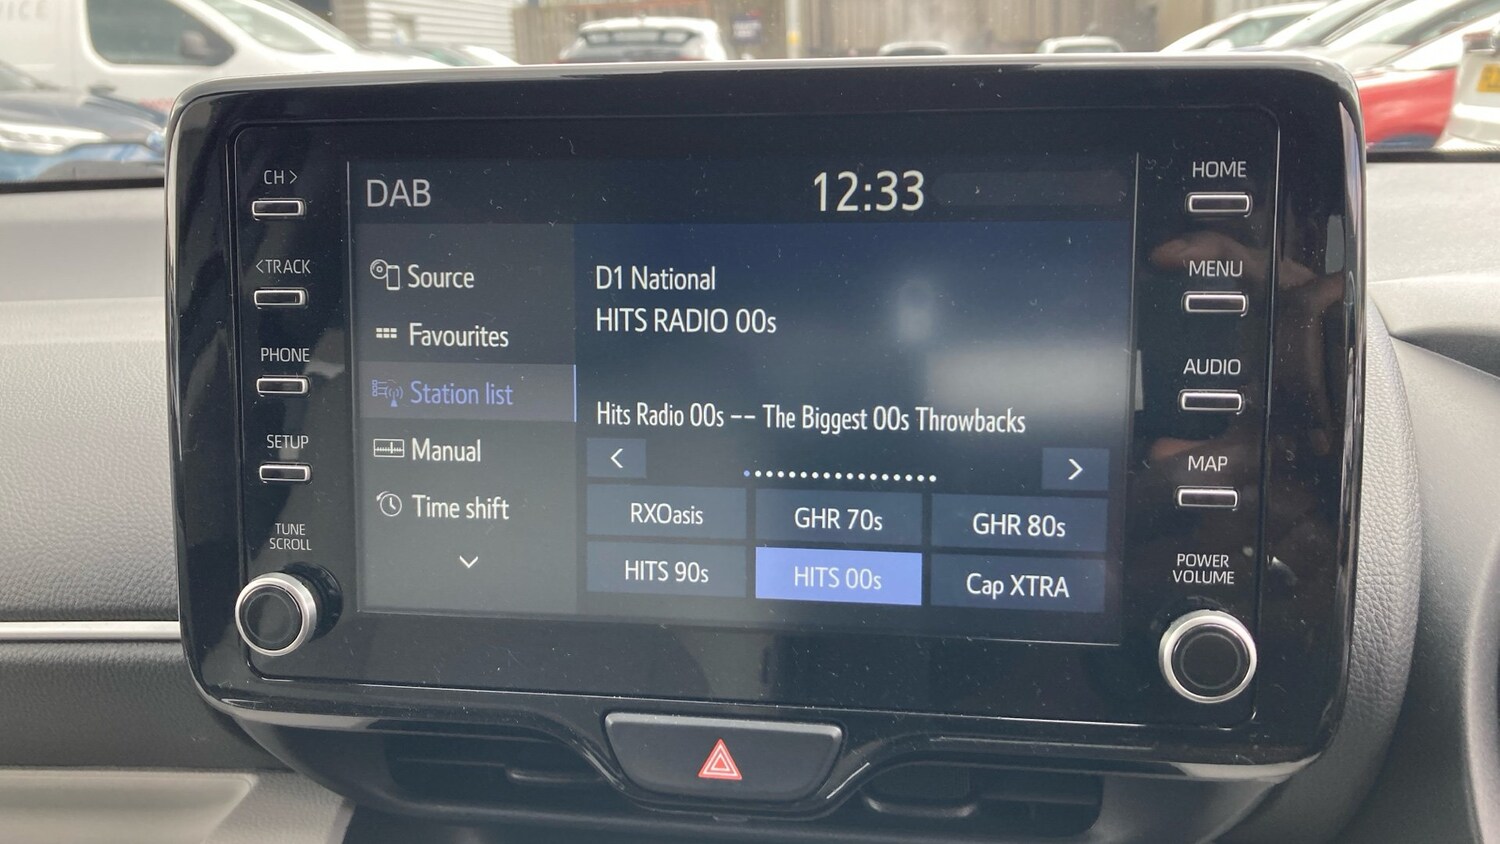 CH >
<TRACK
PHONE
SETUP
TUNE
SCROLL
DAB
12:33
Source
Favourites
Station list
Manual
Time shift
D1 National
HITS RADIO 00s
Hits Radio 00s -- The Biggest 00s Throwbacks
< >
RXOasis GHR 70s GHR 80s
HITS 90s HITS 00s Cap XTRA
HOME
MENU
AUDIO
MAP
POWER
VOLUME